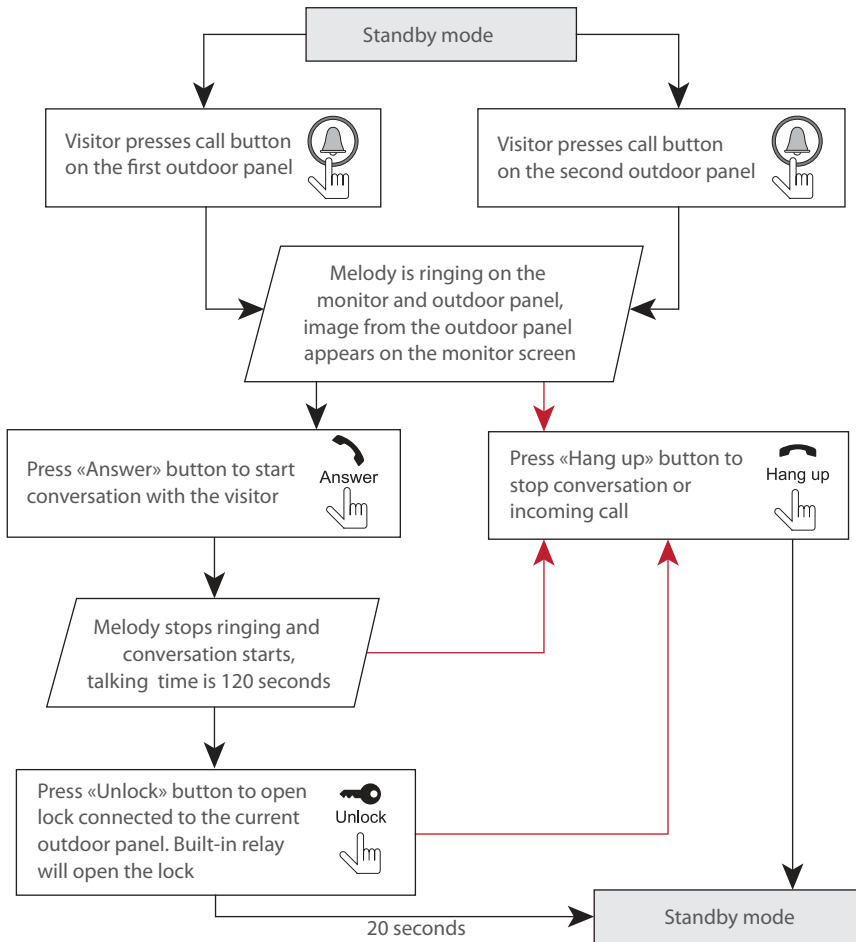 Standby mode
Visitor presses call button
on the first outdoor panel
Visitor presses call button
on the second outdoor panel
Melody is ringing on the
monitor and outdoor panel,
image from the outdoor panel
appears on the monitor screen
Press «Answer» button to start
conversation with the visitor
Answer
Press «Hang up» button to
stop conversation or
incoming call
Hang up
Melody stops ringing and
conversation starts,
talking time is 120 seconds
Press «Unlock» button to open
lock connected to the current
outdoor panel. Built-in relay
will open the lock
Unlock
20 seconds
Standby mode